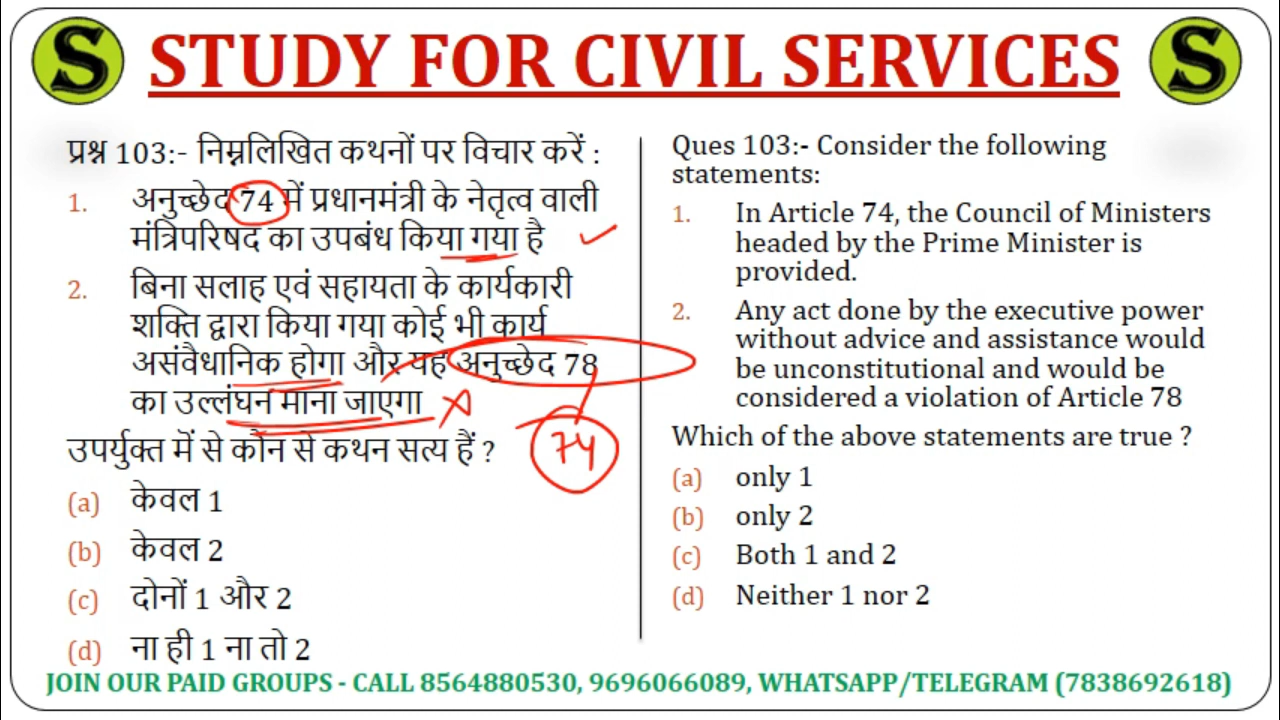 S STUDY FOR CIVIL SERVICES S
प्रश्न 103:- निम्नलिखित कथनों पर विचार करें :
1. अनुच्छेद 74 में प्रधानमंत्री के नेतृत्व वाली
मंत्रिपरिषद का उपबंध किया गया है
2. बिना सलाह एवं सहायता के कार्यकारी
शक्ति द्वारा किया गया कोई भी कार्य
असंवैधानिक होगा और यह अनुच्छेद 78
का उल्लंघन माना जाएगा
74
उपर्युक्त में से कौन से कथन सत्य हैं ?
(a) केवल 1
(b) केवल 2
(c) दोनों 1 और 2
(d) ना ही 1 ना तो 2
Ques 103:- Consider the following
statements:
1. In Article 74, the Council of Ministers
headed by the Prime Minister is
provided.
2. Any act done by the executive power
without advice and assistance would
be unconstitutional and would be
considered a violation of Article 78
Which of the above statements are true ?
(a) only 1
(b) only 2
(c) Both 1 and 2
(d) Neither 1 nor 2
JOIN OUR PAID GROUPS - CALL 8564880530, 9696066089, WHATSAPP/TELEGRAM (7838692618)